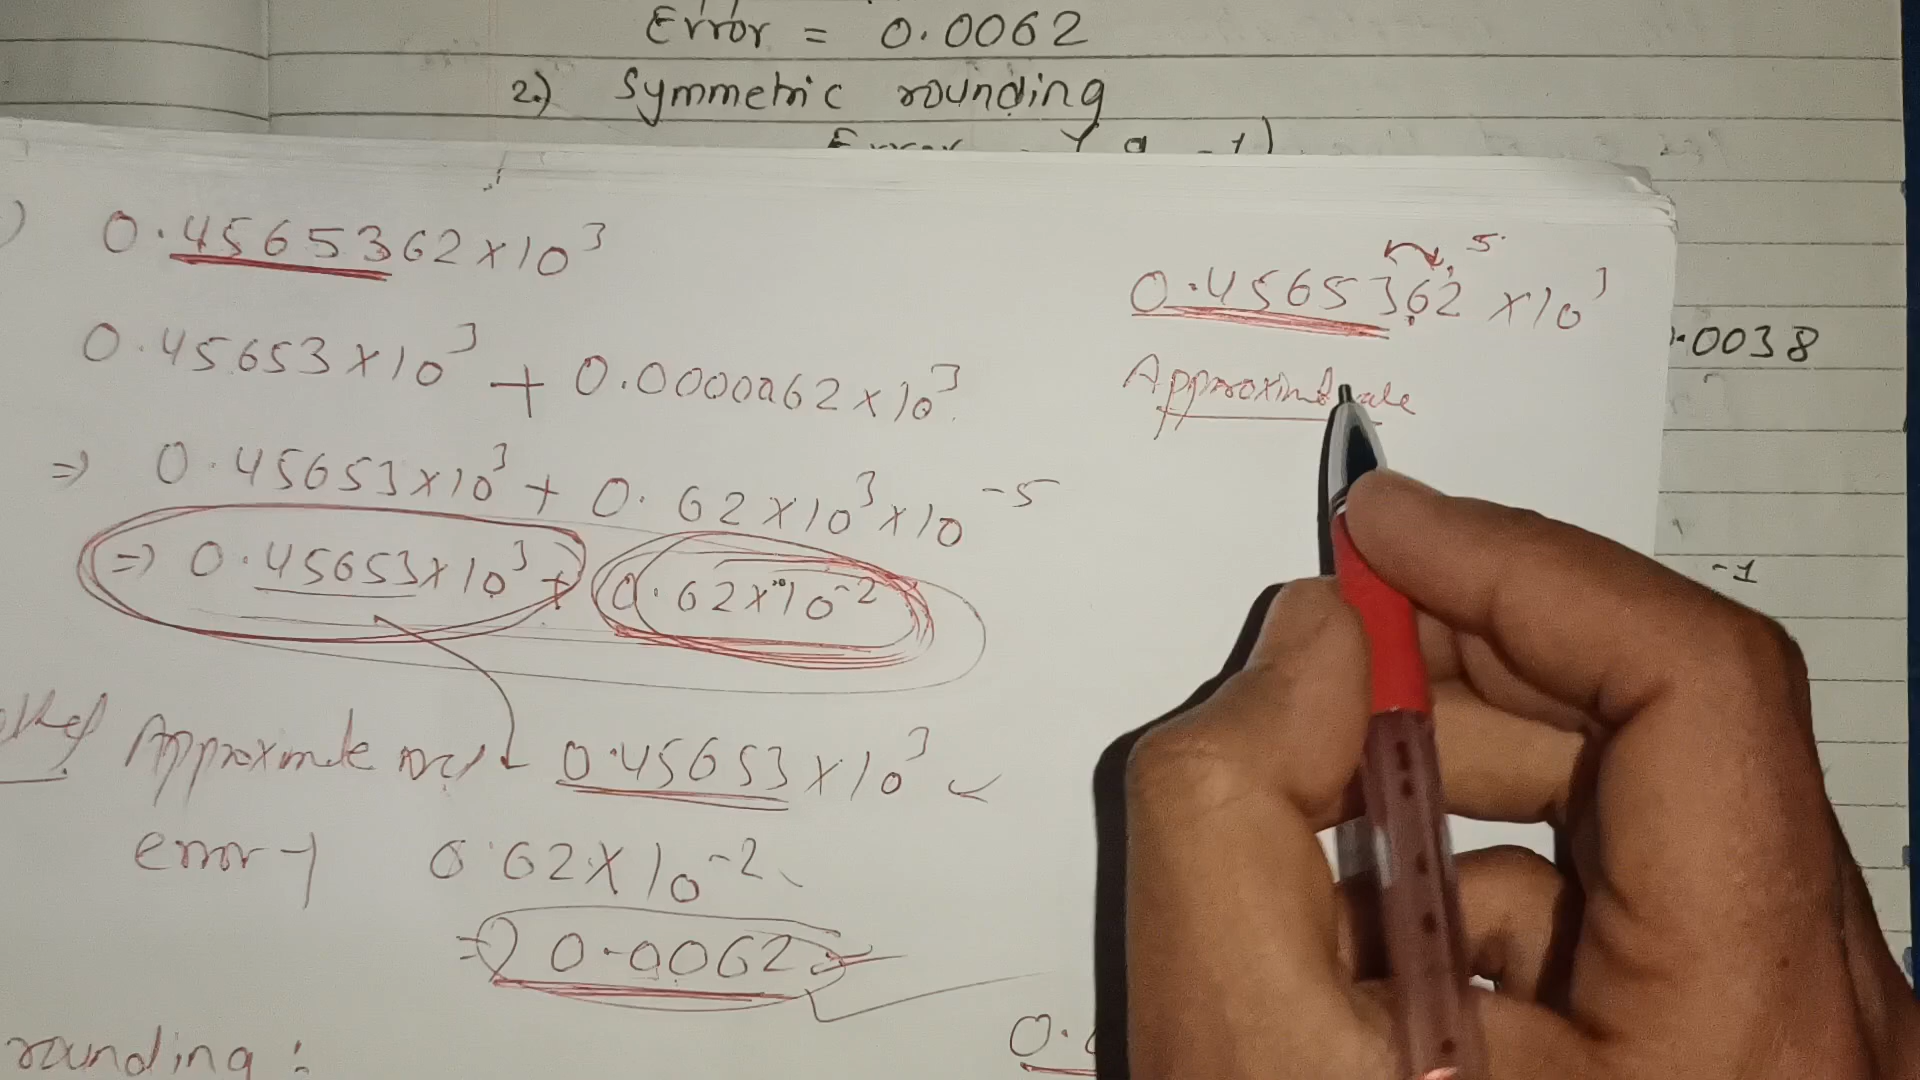 Error = 0.0062
2.) Symmetric rounding
0.4565362×10³
0.45653×10³ + 0.0000062×10³
⇒ 0.45653×10³ + 0.62×10³×10⁻⁵
⇒ 0.45653×10³ + 0.62×10⁻²
Approximate 0.45653×10³
error → 0.62×10⁻²
⇒ 0.0062
rounding :
5
0.4565362×10³
Approximate
.0038
-1